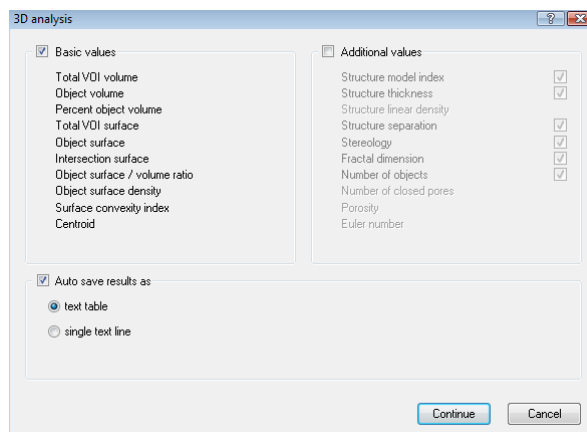 3D analysis
Basic values
Total VOI volume
Object volume
Percent object volume
Total VOI surface
Object surface
Intersection surface
Object surface / volume ratio
Object surface density
Surface convexity index
Centroid
Additional values
Structure model index
Structure thickness
Structure linear density
Structure separation
Stereology
Fractal dimension
Number of objects
Number of closed pores
Porosity
Euler number
Auto save results as
text table
single text line
Continue
Cancel